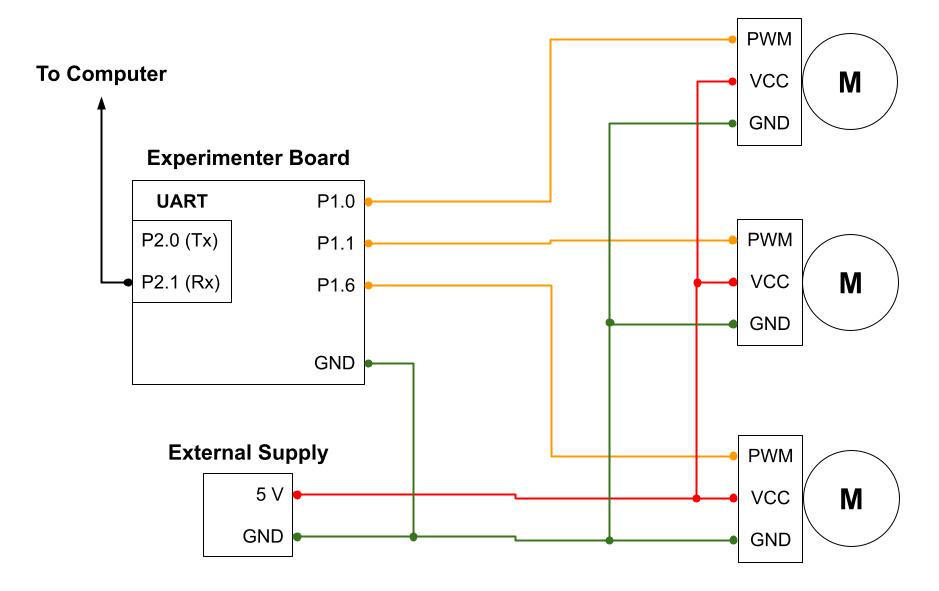 To Computer
Experimenter Board
UART
P2.0 (Tx)
P2.1 (Rx)
P1.0
P1.1
P1.6
GND
External Supply
5 V
GND
PWM
VCC
GND
M
PWM
VCC
GND
M
PWM
VCC
GND
M